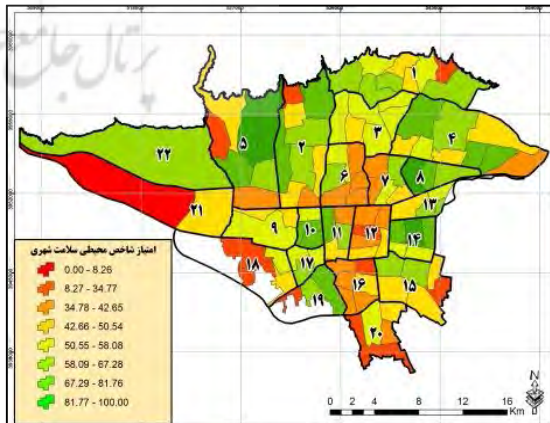 پرتال جامع
۱
۲
۳
۴
۵
۶
۷
۸
۹
۱۰
۱۱
۱۲
۱۳
۱۴
۱۵
۱۶
۱۷
۱۸
۱۹
۲۰
۲۱
۲۲
امتیاز شاخص محیطی سلامت شهری
0.00 - 8.26
8.27 - 34.77
34.78 - 42.65
42.66 - 50.54
50.55 - 58.08
58.09 - 67.28
67.29 - 81.76
81.77 - 100.00
N
0 2 4 8 12 16
Km